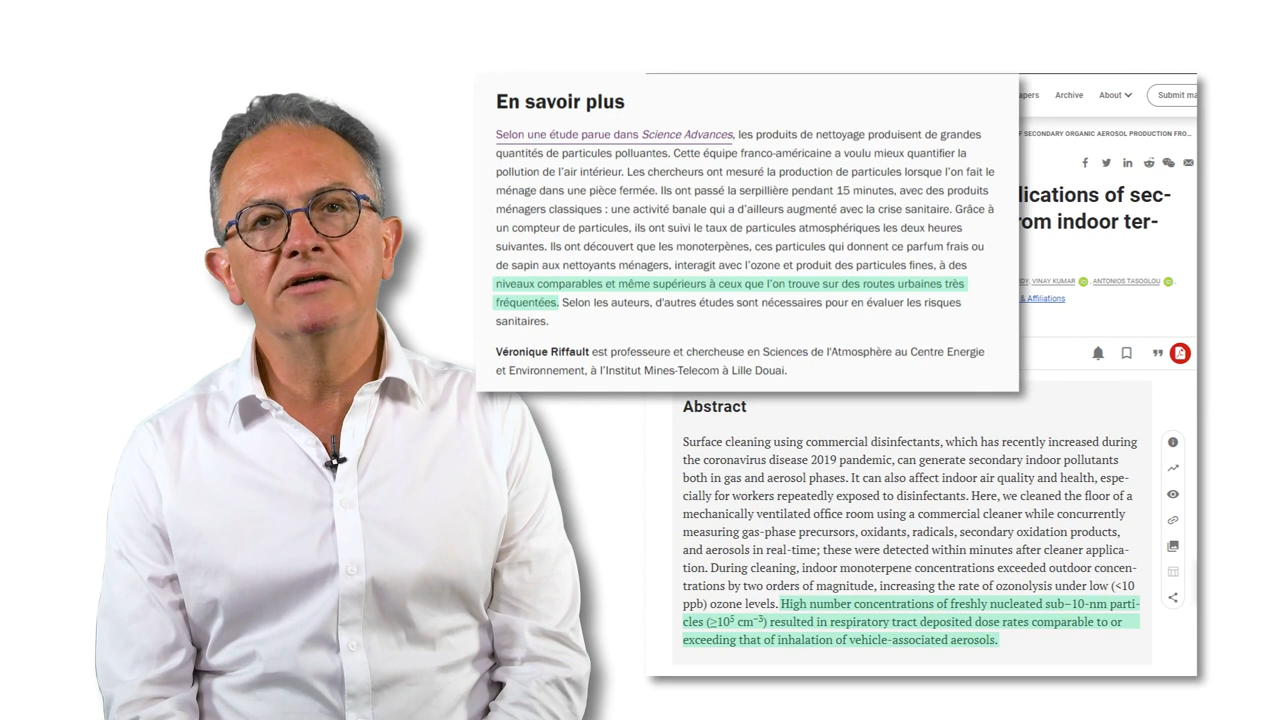 En savoir plus
Selon une étude parue dans Science Advances, les produits de nettoyage produisent de grandes
quantités de particules polluantes. Cette équipe franco-américaine a voulu mieux quantifier la
pollution de l'air intérieur. Les chercheurs ont mesuré la production de particules lorsque l'on fait le
ménage dans une pièce fermée. Ils ont passé la serpillière pendant 15 minutes, avec des produits
ménagers classiques : une activité banale qui a d'ailleurs augmenté avec la crise sanitaire. Grâce à
un compteur de particules, ils ont suivi le taux de particules atmosphériques les deux heures
suivantes. Ils ont découvert que les monoterpènes, ces particules qui donnent ce parfum frais ou
de sapin aux nettoyants ménagers, interagit avec l'ozone et produit des particules fines, à des
niveaux comparables et même supérieurs à ceux que l'on trouve sur des routes urbaines très
fréquentées. Selon les auteurs, d'autres études sont nécessaires pour en évaluer les risques
sanitaires.
Véronique Riffault est professeure et chercheuse en Sciences de l'Atmosphère au Centre Energie
et Environnement, à l'Institut Mines-Telecom à Lille Douai.
apers Archive About Submit ma
F SECONDARY ORGANIC AEROSOL PRODUCTION FRO...
lications of sec-
rom indoor ter-
DY, VINAY KUMAR, ANTONIOS TASOGLOU
& Affiliations
Abstract
Surface cleaning using commercial disinfectants, which has recently increased during
the coronavirus disease 2019 pandemic, can generate secondary indoor pollutants
both in gas and aerosol phases. It can also affect indoor air quality and health, espe-
cially for workers repeatedly exposed to disinfectants. Here, we cleaned the floor of a
mechanically ventilated office room using a commercial cleaner while concurrently
measuring gas-phase precursors, oxidants, radicals, secondary oxidation products,
and aerosols in real-time; these were detected within minutes after cleaner applica-
tion. During cleaning, indoor monoterpene concentrations exceeded outdoor concen-
trations by two orders of magnitude, increasing the rate of ozonolysis under low (<10
ppb) ozone levels. High number concentrations of freshly nucleated sub–10-nm parti-
cles (≥10⁵ cm⁻³) resulted in respiratory tract deposited dose rates comparable to or
exceeding that of inhalation of vehicle-associated aerosols.